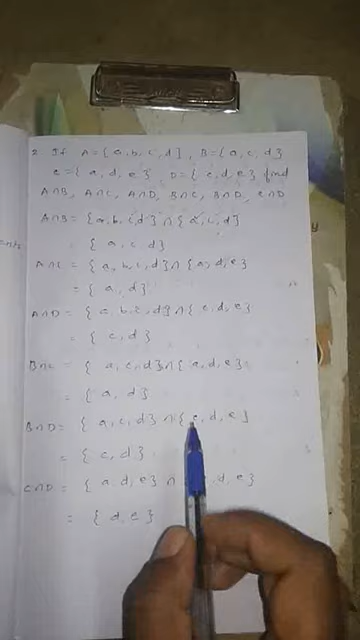 2. If A = { a, b, c, d } , B = { a, c, d }
C = { a, d, e } D = { c, d, e } find
A∩B, A∩C, A∩D, B∩C, B∩D, C∩D
A∩B = { a, b, c, d } ∩ { a, c, d }
= { a, c, d }
A∩C = { a, b, c, d } ∩ { a, d, e }
= { a, d }
A∩D = { a, b, c, d } ∩ { c, d, e }
= { c, d }
B∩C = { a, c, d } ∩ { a, d, e }
= { a, d }
B∩D = { a, c, d } ∩ { c, d, e }
= { c, d }
C∩D = { a, d, e } ∩ , d, e }
= { d, e }